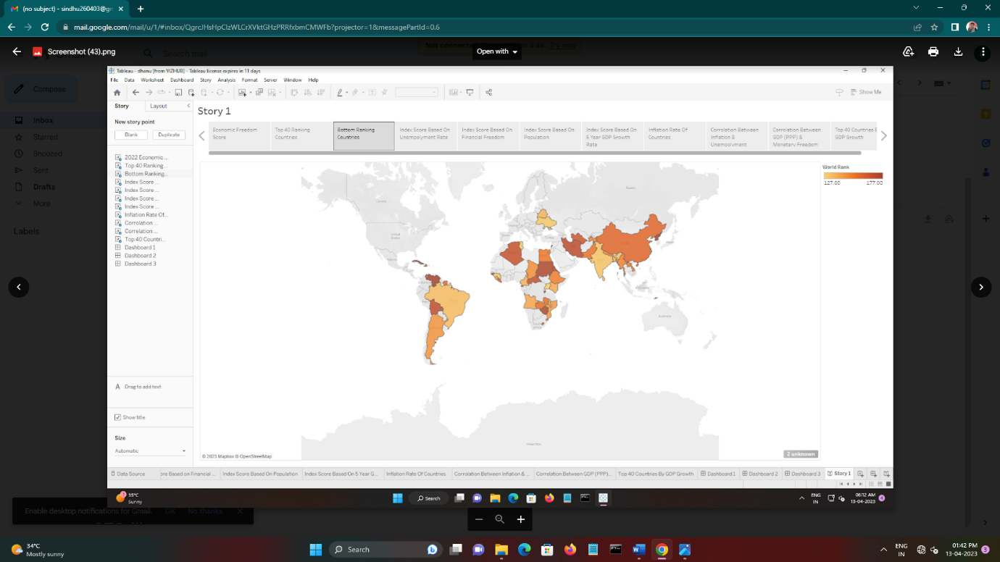 (no subject) - sindhu260403@gm
mail.google.com/mail/u/1/#inbox/QgrcJHsHpClzWLCrXVktGHzPRRfxbmCMWFb?projector=1&messagePartId=0.6
Screenshot (43).png
Search mail
Open with
Compose
Inbox
Starred
Snoozed
Sent
Drafts
More
Labels
Tableau - dhanu [from VIZHUB] - Tableau license expires in 11 days
File Data Worksheet Dashboard Story Analysis Format Server Window Help
Show Me
Story Layout
New story point
Blank Duplicate
2022 Economic ...
Top 40 Ranking...
Bottom Ranking...
Index Score ...
Index Score ...
Index Score ...
Index Score ...
Inflation Rate Of...
Corrolation ...
Correlation ...
Top 40 Countri...
Dashboard 1
Dashboard 2
Dashboard 3
A Drag to add text
Show title
Size
Automatic
Story 1
Economic Freedom Score
Top 40 Ranking Countries
Bottom Ranking Countries
Index Score Based On Unemployment Rate
Index Score Based On Financial Freedom
Index Score Based On Population
Index Score Based On 5 Year GDP Growth Rate
Inflation Rate Of Countries
Corrolation Between Inflation & Unemployment
Correlation Between GDP (PPP) & Monetary Freedom
Top 40 Countries B
GDP Growth
World Rank
127.00 177.00
Canada
United States
Mexico
Russia
Turkey
Australia
© 2023 Mapbox © OpenStreetMap
2 unknown
Data Source
ore Based on Financial ...
Index Score Based On Population
Index Score Based On 5 Year G...
Inflation Rate Of Countries
Corrolation Between Inflation & ...
Correlation Between GDP (PPP)...
Top 40 Countries By GDP Growth
Dashboard 1
Dashboard 2
Dashboard 3
Story 1
35°C
Sunny
Search
ENG
IN
06:12 AM
13-04-2023
Enable desktop notifications for Gmail. OK No thanks
34°C
Mostly sunny
Search
ENG
IN
01:42 PM
13-04-2023